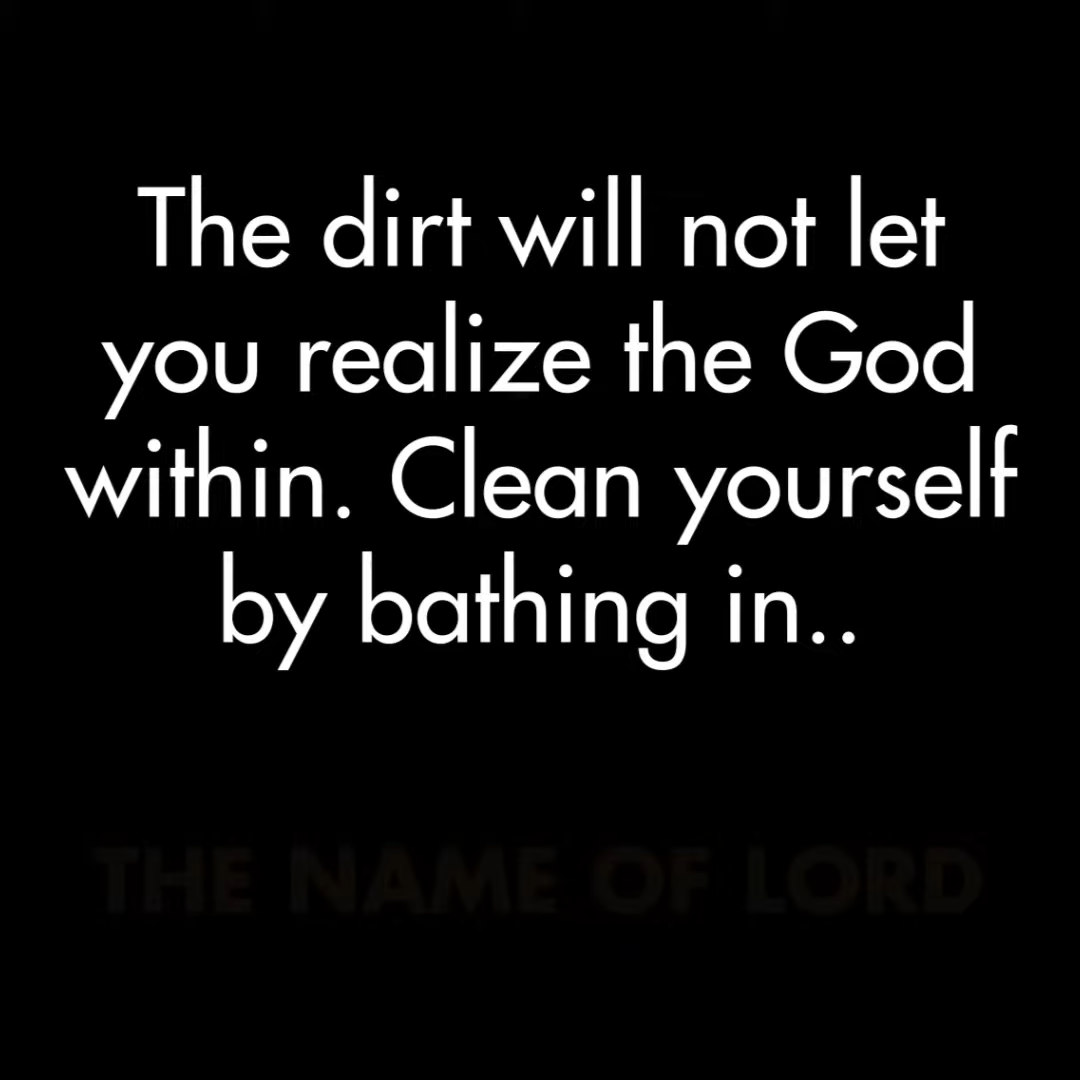 The dirt will not let
you realize the God
within. Clean yourself
by bathing in..
THE NAME OF LORD